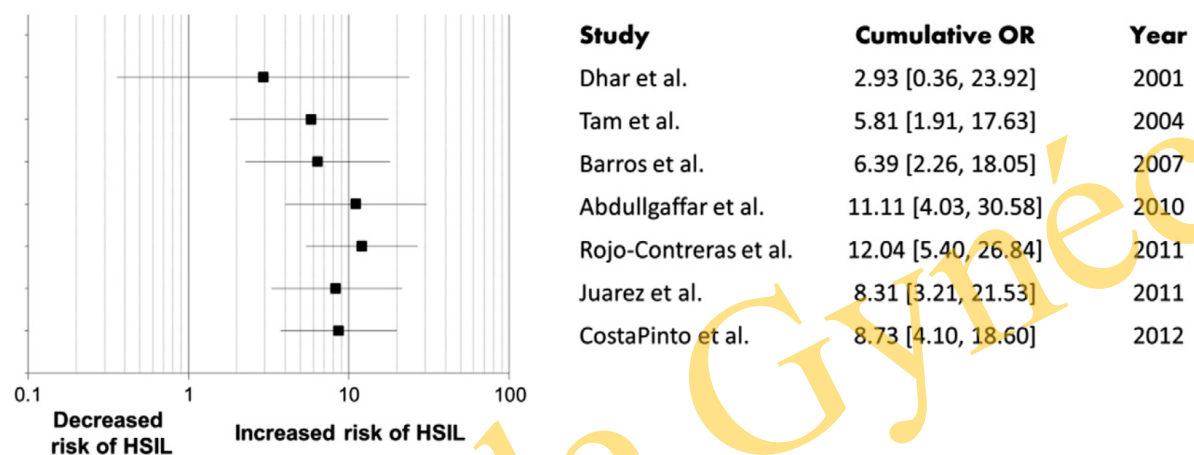 Study Cumulative OR Year
Dhar et al. 2.93 [0.36, 23.92] 2001
Tam et al. 5.81 [1.91, 17.63] 2004
Barros et al. 6.39 [2.26, 18.05] 2007
Abdullgaffar et al. 11.11 [4.03, 30.58] 2010
Rojo-Contreras et al. 12.04 [5.40, 26.84] 2011
Juarez et al. 8.31 [3.21, 21.53] 2011
CostaPinto et al. 8.73 [4.10, 18.60] 2012
0.1 1 10 100
Decreased
risk of HSIL
Increased risk of HSIL
la Gynéc